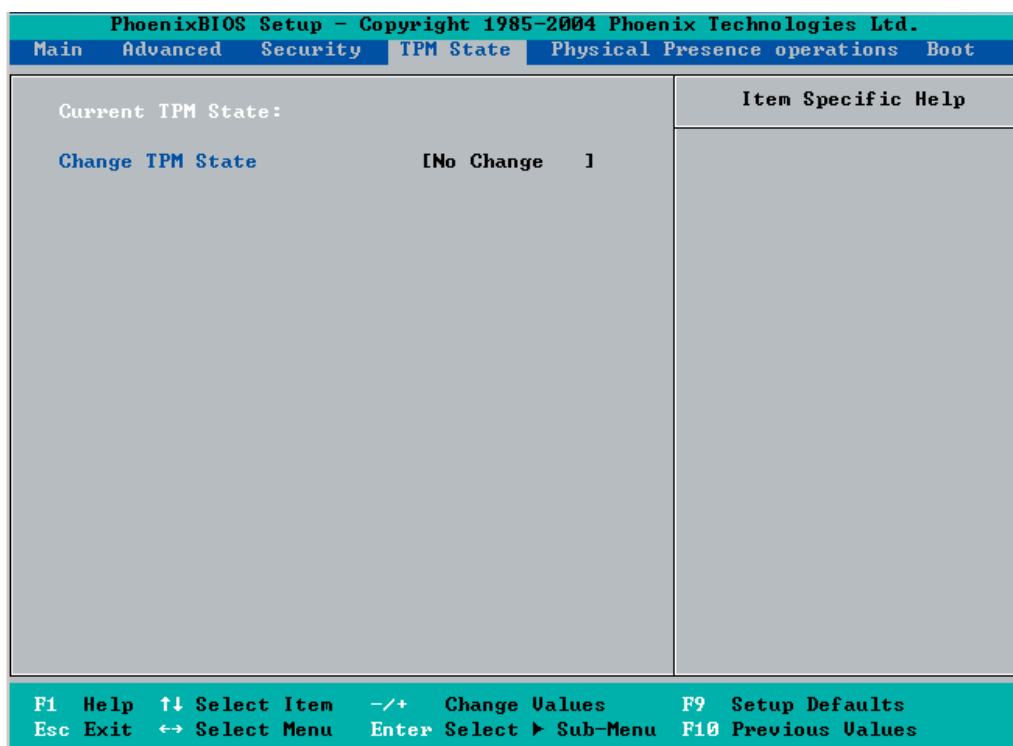 PhoenixBIOS Setup - Copyright 1985-2004 Phoenix Technologies Ltd.
Main Advanced Security TPM State Physical Presence operations Boot
Current TPM State:
Change TPM State [No Change ]
Item Specific Help
F1 Help ↑↓ Select Item -/+ Change Values F9 Setup Defaults
Esc Exit ↔ Select Menu Enter Select ▶ Sub-Menu F10 Previous Values